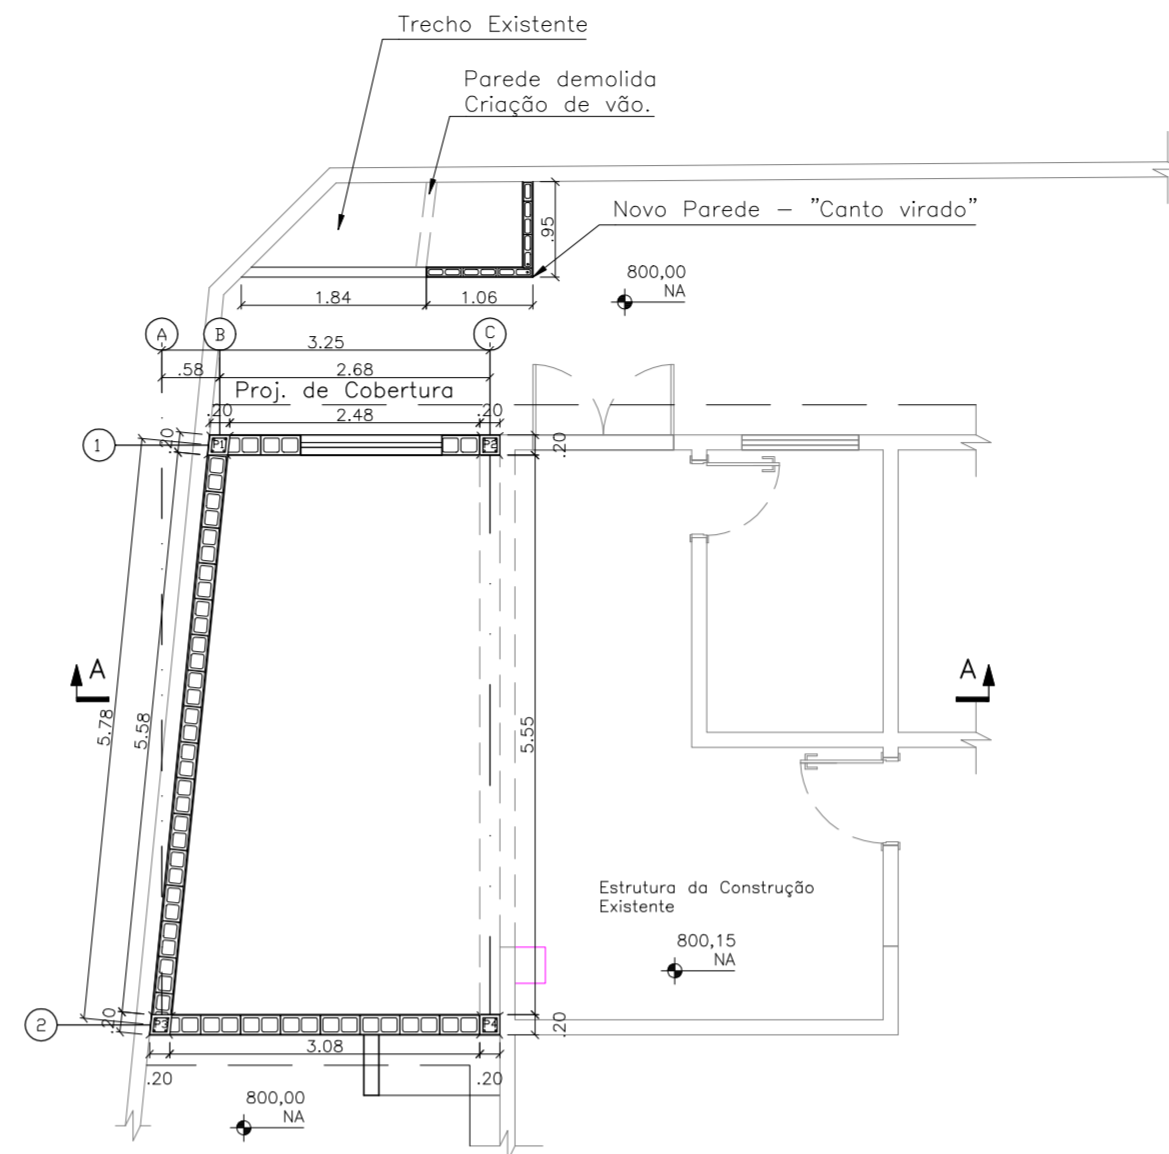 Trecho Existente
Parede demolida
Criação de vão.
Novo Parede – "Canto virado"
.95
800,00
NA
1.84
1.06
A
B
C
3.25
.58
2.68
Proj. de Cobertura
.20
2.48
.20
1
.20
P1
P2
.20
A
A
5.78
5.58
5.55
Estrutura da Construção
Existente
800,15
NA
2
.20
P3
P4
.20
3.08
.20
.20
800,00
NA